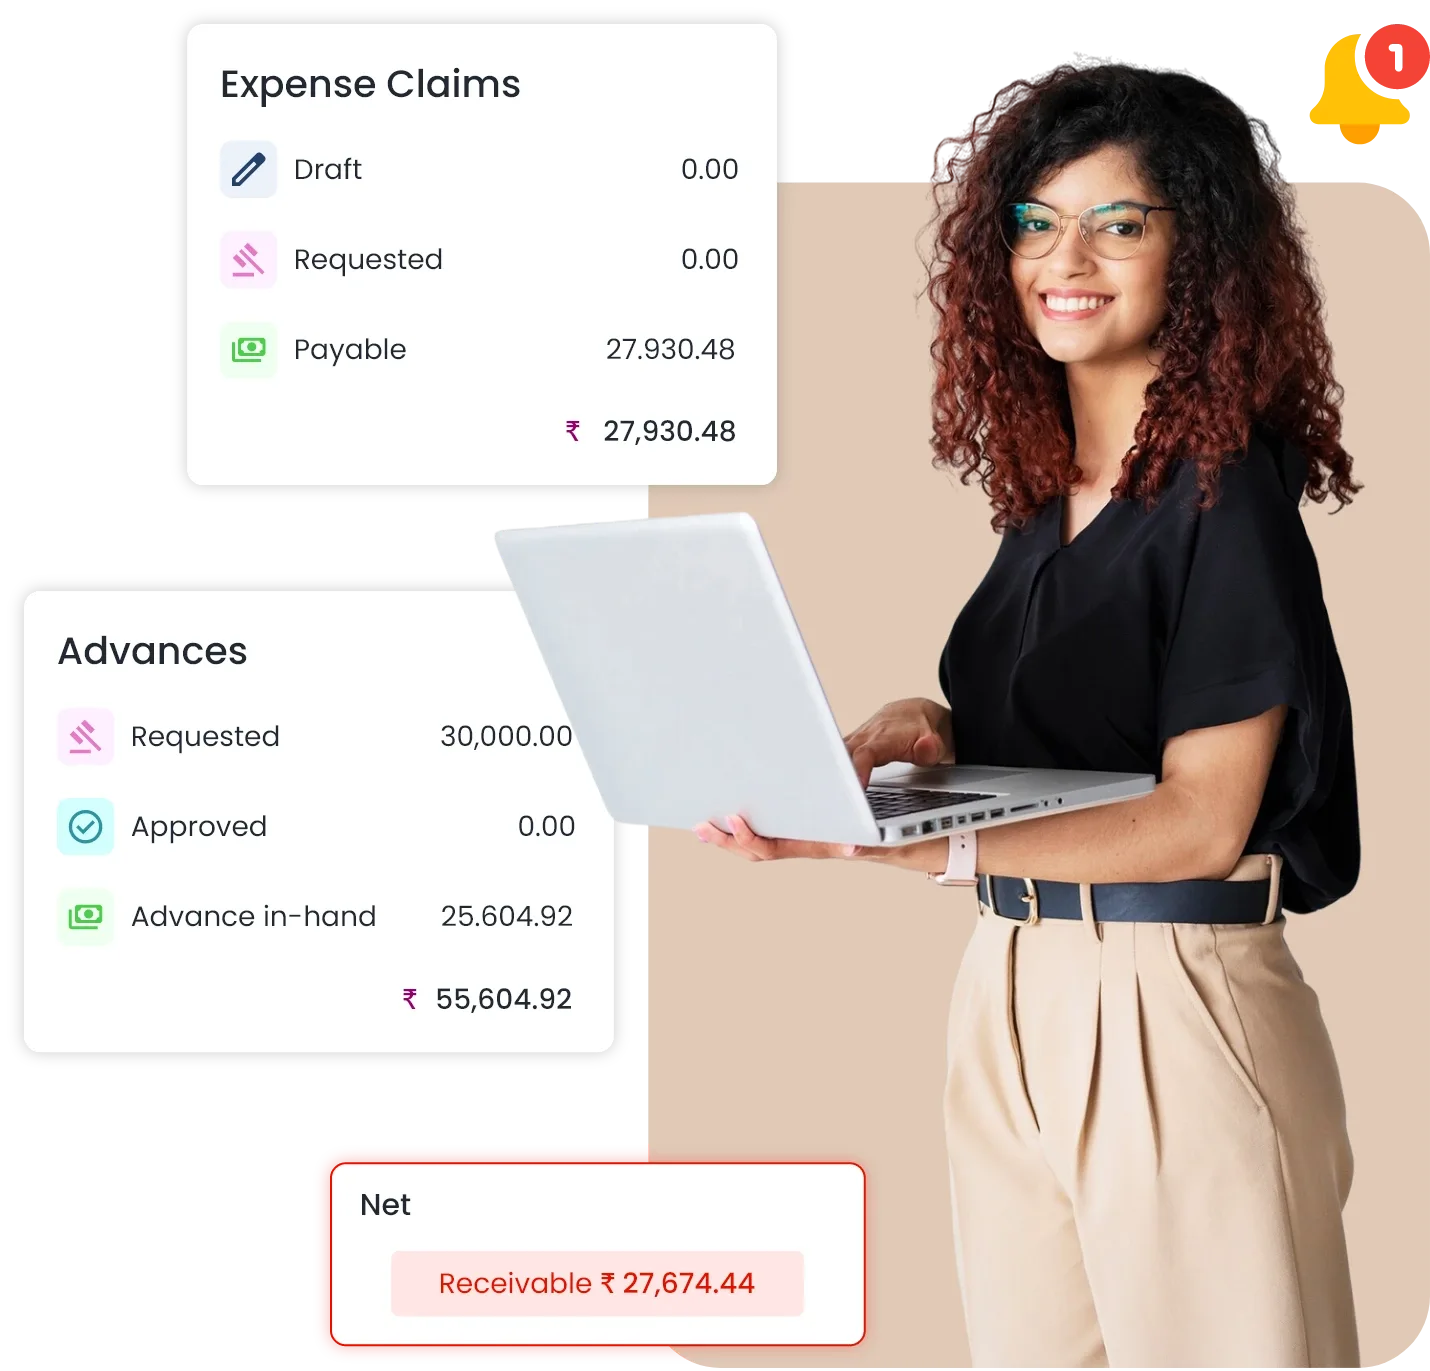 1
Expense Claims
Draft 0.00
Requested 0.00
Payable 27.930.48
₹ 27,930.48
Advances
Requested 30,000.00
Approved 0.00
Advance in-hand 25.604.92
₹ 55,604.92
Net
Receivable ₹ 27,674.44